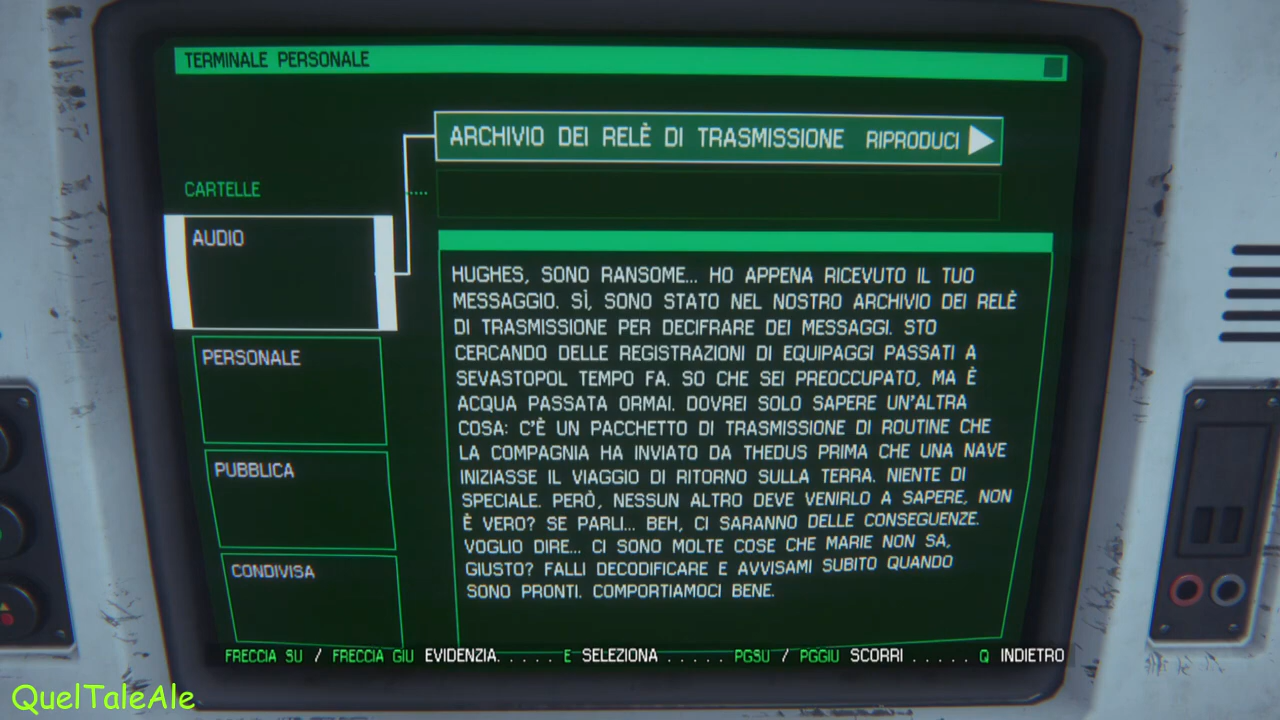 TERMINALE PERSONALE
ARCHIVIO DEI RELÈ DI TRASMISSIONE RIPRODUCI
CARTELLE
AUDIO
PERSONALE
PUBBLICA
CONDIVISA
HUGHES, SONO RANSOME... HO APPENA RICEVUTO IL TUO
MESSAGGIO. SÌ, SONO STATO NEL NOSTRO ARCHIVIO DEI RELÈ
DI TRASMISSIONE PER DECIFRARE DEI MESSAGGI. STO
CERCANDO DELLE REGISTRAZIONI DI EQUIPAGGI PASSATI A
SEVASTOPOL TEMPO FA. SO CHE SEI PREOCCUPATO, MA È
ACQUA PASSATA ORMAI. DOVREI SOLO SAPERE UN'ALTRA
COSA: C'È UN PACCHETTO DI TRASMISSIONE DI ROUTINE CHE
LA COMPAGNIA HA INVIATO DA THEDUS PRIMA CHE UNA NAVE
INIZIASSE IL VIAGGIO DI RITORNO SULLA TERRA. NIENTE DI
SPECIALE. PERÒ, NESSUN ALTRO DEVE VENIRLO A SAPERE, NON
È VERO? SE PARLI... BEH, CI SARANNO DELLE CONSEGUENZE.
VOGLIO DIRE... CI SONO MOLTE COSE CHE MARIE NON SA,
GIUSTO? FALLI DECODIFICARE E AVVISAMI SUBITO QUANDO
SONO PRONTI. COMPORTIAMOCI BENE.
FRECCIA SU / FRECCIA GIU EVIDENZIA. . . . . E SELEZIONA . . . . . PGSU / PGGIU SCORRI . . . . . Q INDIETRO
QuelTaleAle